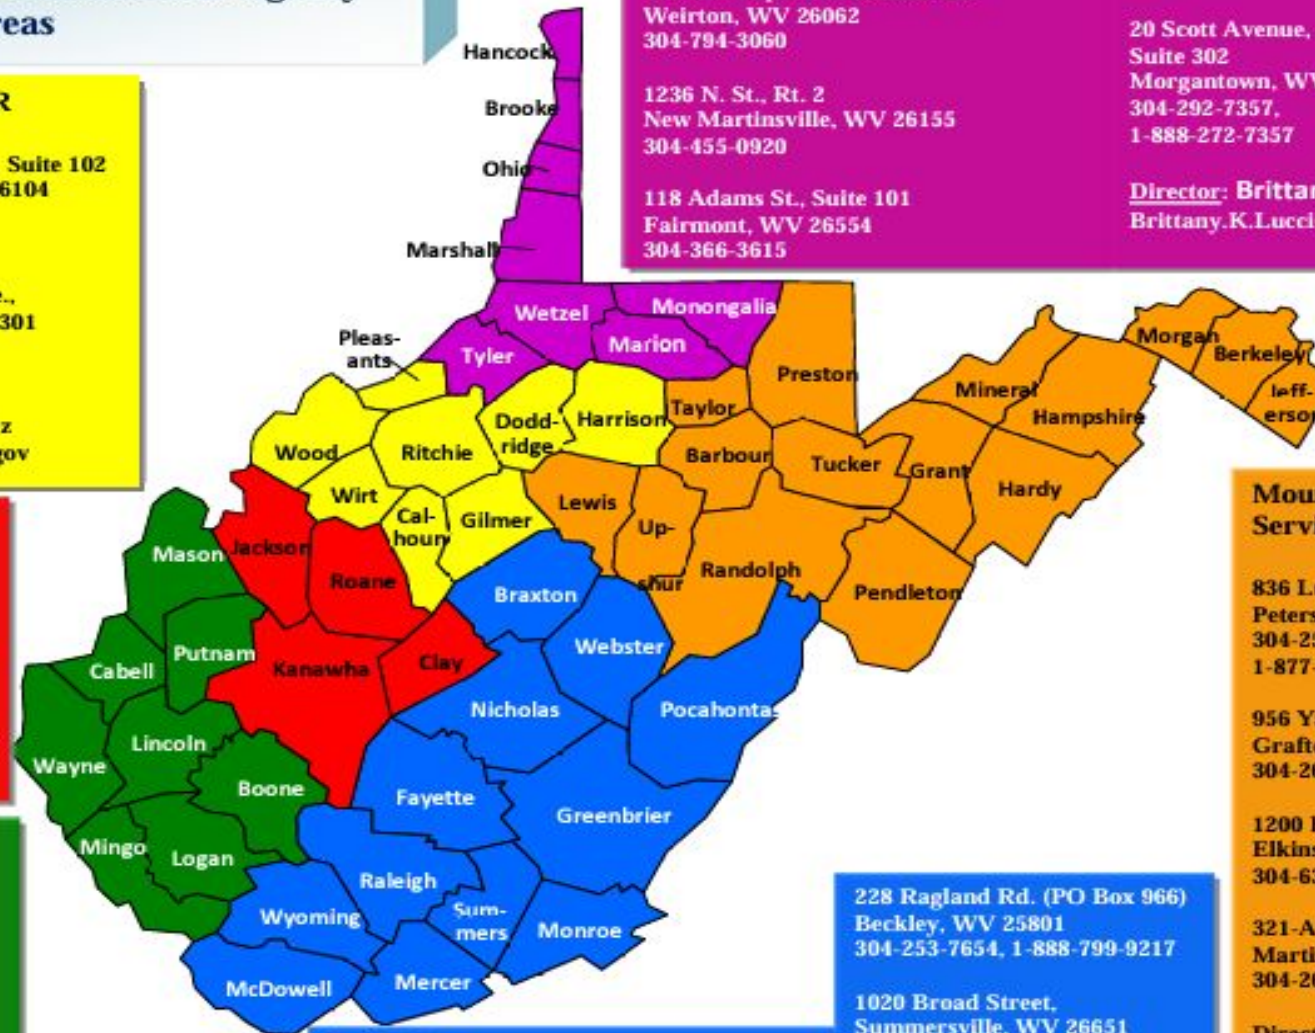 reas
R
Suite 102
6104
e.,
301
z
gov
Weirton, WV 26062
304-794-3060
1236 N. St., Rt. 2
New Martinsville, WV 26155
304-455-0920
118 Adams St., Suite 101
Fairmont, WV 26554
304-366-3615
20 Scott Avenue,
Suite 302
Morgantown, WV
304-292-7357,
1-888-272-7357
Director: Brittan
Brittany.K.Lucci
Hancock
Brooke
Ohio
Marshall
Wetzel
Monongalia
Marion
Tyler
Pleas-
ants
Preston
Morgan
Berkeley
Jeff-
erso
Mineral
Hampshire
Taylor
Harrison
Dodd-
ridge
Ritchie
Wood
Barbour
Tucker
Grant
Hardy
Wirt
Cal-
houn
Gilmer
Lewis
Up-
shur
Randolph
Pendleton
Mason
Jackson
Roane
Braxton
Webster
Cabell
Putnam
Kanawha
Clay
Nicholas
Pocahontas
Wayne
Lincoln
Boone
Fayette
Greenbrier
Mingo
Logan
Raleigh
Wyoming
Sum-
mers
Monroe
McDowell
Mercer
Mou
Servi
836 L
Peters
304-25
1-877-
956 Y
Grafto
304-26
1200 
Elkins
304-63
321-A
Marti
304-26
228 Ragland Rd. (PO Box 966)
Beckley, WV 25801
304-253-7654, 1-888-799-9217
1020 Broad Street,
Summersville, WV 26651